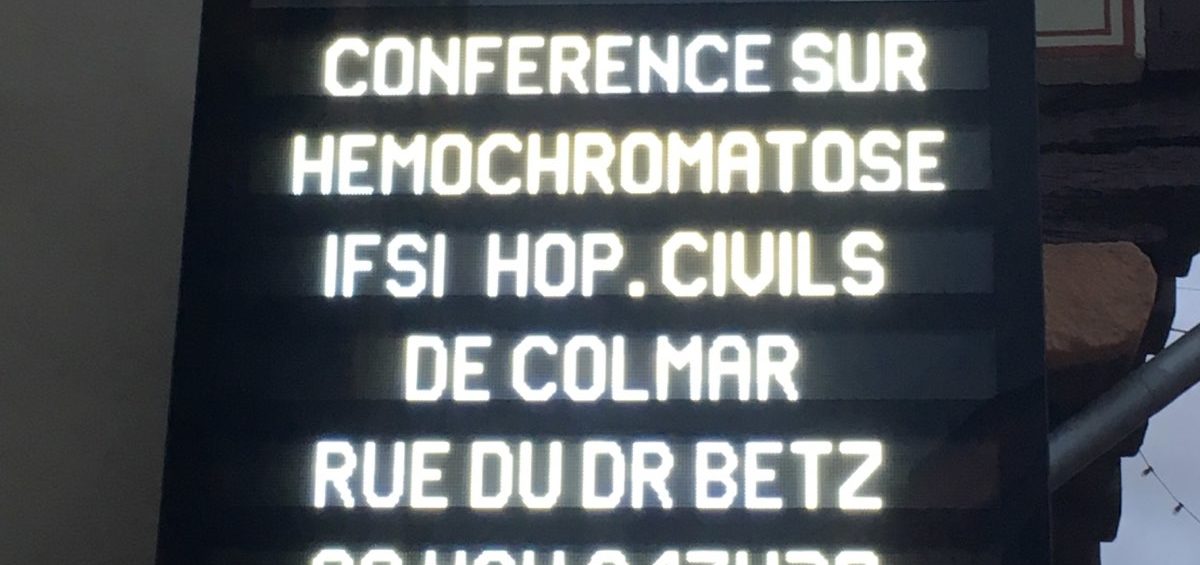 CONFERENCE SUR
HEMOCHROMATOSE
IFSI HOP. CIVILS
DE COLMAR
RUE DU DR BETZ